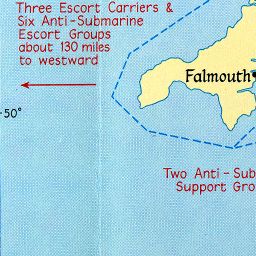 Three Escort Carriers &
Six Anti-Submarine
Escort Groups
about 130 miles
to westward
Falmouth
50°
Two Anti-Sub
Support Gro